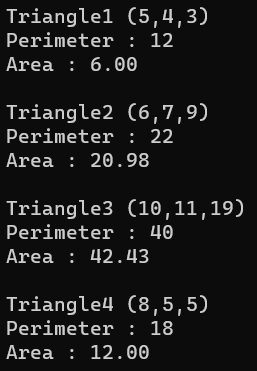 Triangle1 (5,4,3)
Perimeter : 12
Area : 6.00
Triangle2 (6,7,9)
Perimeter : 22
Area : 20.98
Triangle3 (10,11,19)
Perimeter : 40
Area : 42.43
Triangle4 (8,5,5)
Perimeter : 18
Area : 12.00